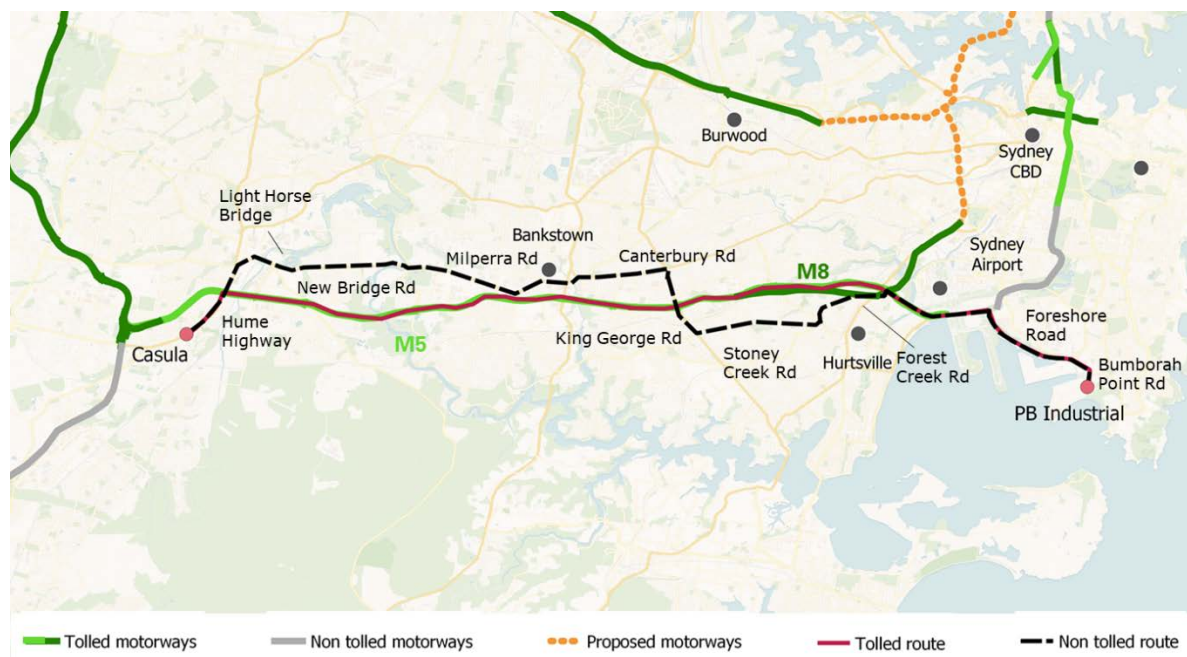 Burwood
Sydney
CBD
Light Horse
Bridge
Bankstown
Milperra Rd
Canterbury Rd
Sydney
Airport
M8
New Bridge Rd
Hume
Highway
Casula
M5
King George Rd
Stoney
Creek Rd
Hurtsville
Forest
Creek Rd
Foreshore
Road
Bumborah
Point Rd
PB Industrial
Tolled motorways
Non tolled motorways
Proposed motorways
Tolled route
Non tolled route